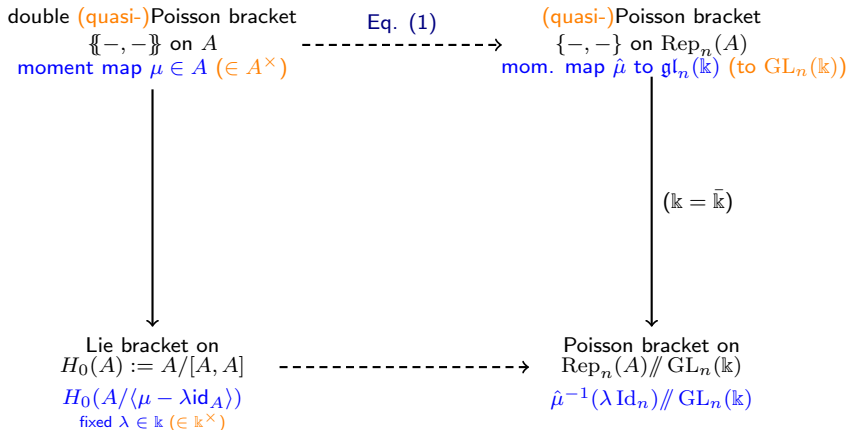 double (quasi-)Poisson bracket
{{−, −}} on A
moment map μ ∈ A (∈ A^×)
Eq. (1)
(quasi-)Poisson bracket
{−, −} on Rep_n(A)
mom. map μ̂ to 𝔤𝔩_n(𝕜) (to GL_n(𝕜))
(𝕜 = 𝕜̄)
Lie bracket on
H_0(A) := A/[A, A]
H_0(A/⟨μ − λid_A⟩)
fixed λ ∈ 𝕜 (∈ 𝕜^×)
Poisson bracket on
Rep_n(A)// GL_n(𝕜)
μ̂^{−1}(λ Id_n)// GL_n(𝕜)